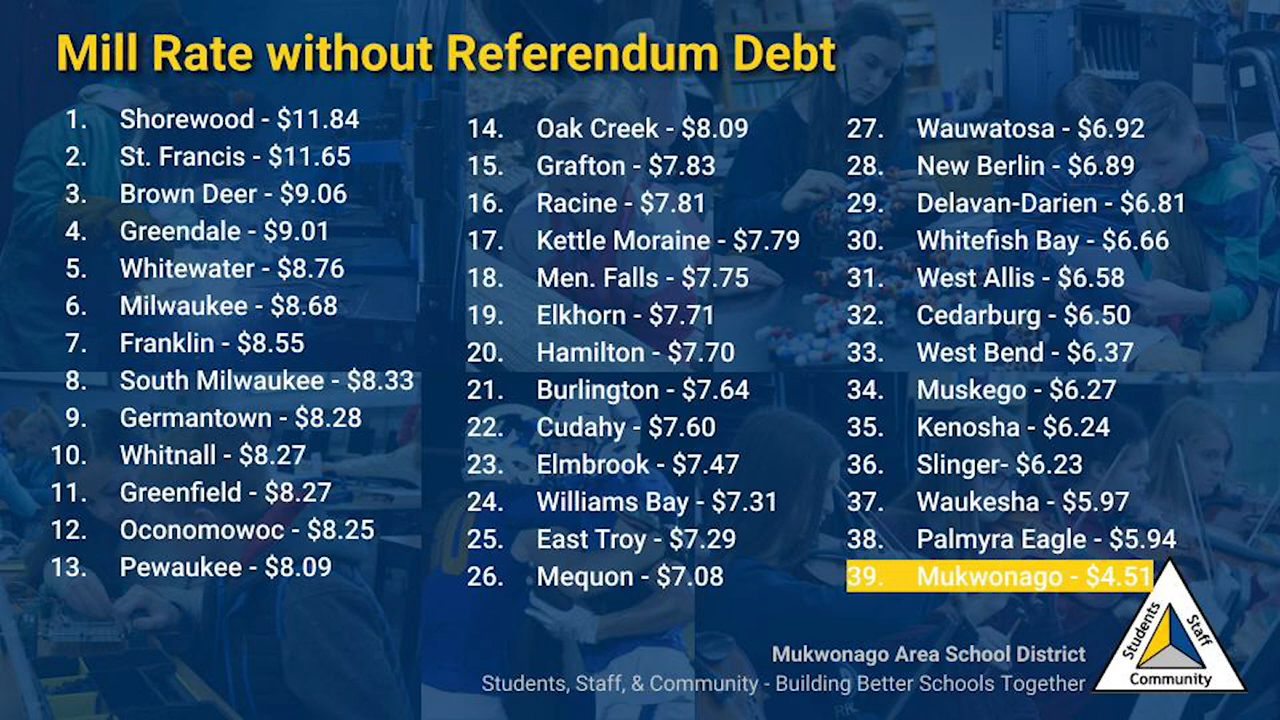 Mill Rate without Referendum Debt
1. Shorewood - $11.84
2. St. Francis - $11.65
3. Brown Deer - $9.06
4. Greendale - $9.01
5. Whitewater - $8.76
6. Milwaukee - $8.68
7. Franklin - $8.55
8. South Milwaukee - $8.33
9. Germantown - $8.28
10. Whitnall - $8.27
11. Greenfield - $8.27
12. Oconomowoc - $8.25
13. Pewaukee - $8.09
14. Oak Creek - $8.09
15. Grafton - $7.83
16. Racine - $7.81
17. Kettle Moraine - $7.79
18. Men. Falls - $7.75
19. Elkhorn - $7.71
20. Hamilton - $7.70
21. Burlington - $7.64
22. Cudahy - $7.60
23. Elmbrook - $7.47
24. Williams Bay - $7.31
25. East Troy - $7.29
26. Mequon - $7.08
27. Wauwatosa - $6.92
28. New Berlin - $6.89
29. Delavan-Darien - $6.81
30. Whitefish Bay - $6.66
31. West Allis - $6.58
32. Cedarburg - $6.50
33. West Bend - $6.37
34. Muskego - $6.27
35. Kenosha - $6.24
36. Slinger- $6.23
37. Waukesha - $5.97
38. Palmyra Eagle - $5.94
39. Mukwonago - $4.51
Mukwonago Area School District
Students, Staff, & Community - Building Better Schools Together
Students
Staff
Community